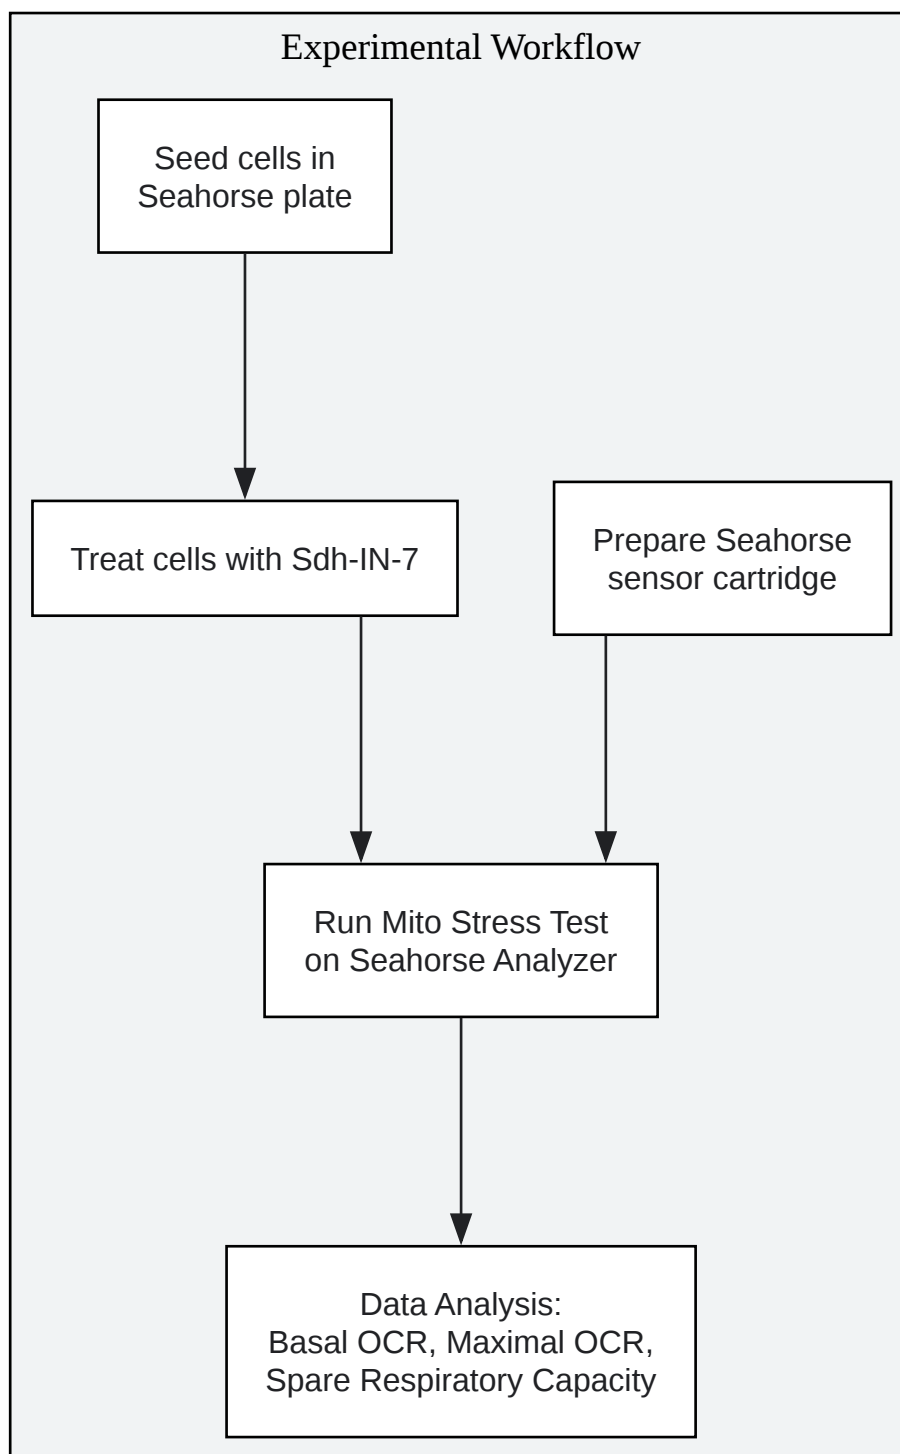 Experimental Workflow
Seed cells in
Seahorse plate
Treat cells with Sdh-IN-7
Prepare Seahorse
sensor cartridge
Run Mito Stress Test
on Seahorse Analyzer
Data Analysis:
Basal OCR, Maximal OCR,
Spare Respiratory Capacity